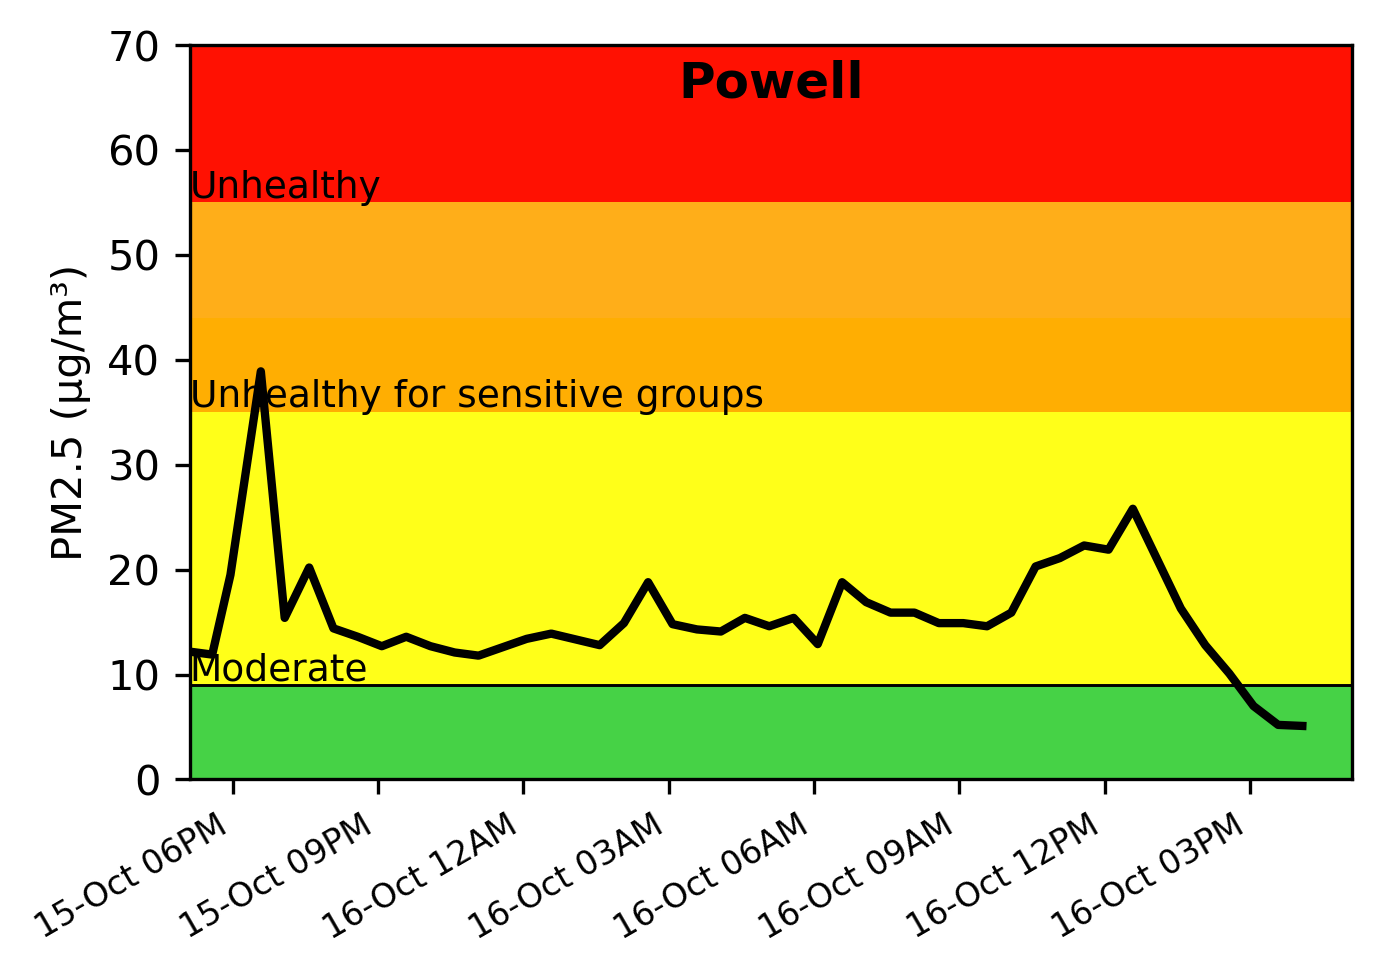 Powell
70
60
50
40
30
20
10
0
PM2.5 (µg/m³)
Unhealthy
Unhealthy for sensitive groups
Moderate
15-Oct 06PM
15-Oct 09PM
16-Oct 12AM
16-Oct 03AM
16-Oct 06AM
16-Oct 09AM
16-Oct 12PM
16-Oct 03PM